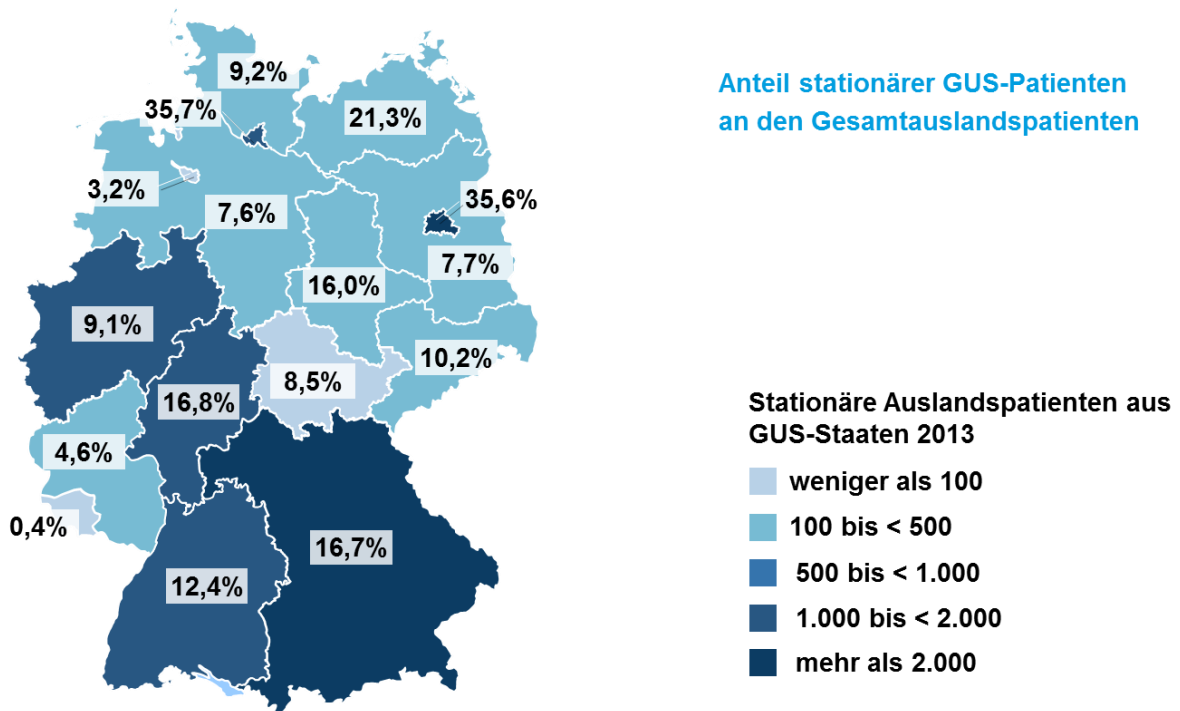 9,2%
Anteil stationärer GUS-Patienten
an den Gesamtauslandspatienten
35,7%
21,3%
3,2%
7,6%
35,6%
7,7%
16,0%
9,1%
10,2%
8,5%
16,8%
4,6%
0,4%
16,7%
12,4%
Stationäre Auslandspatienten aus
GUS-Staaten 2013
weniger als 100
100 bis < 500
500 bis < 1.000
1.000 bis < 2.000
mehr als 2.000